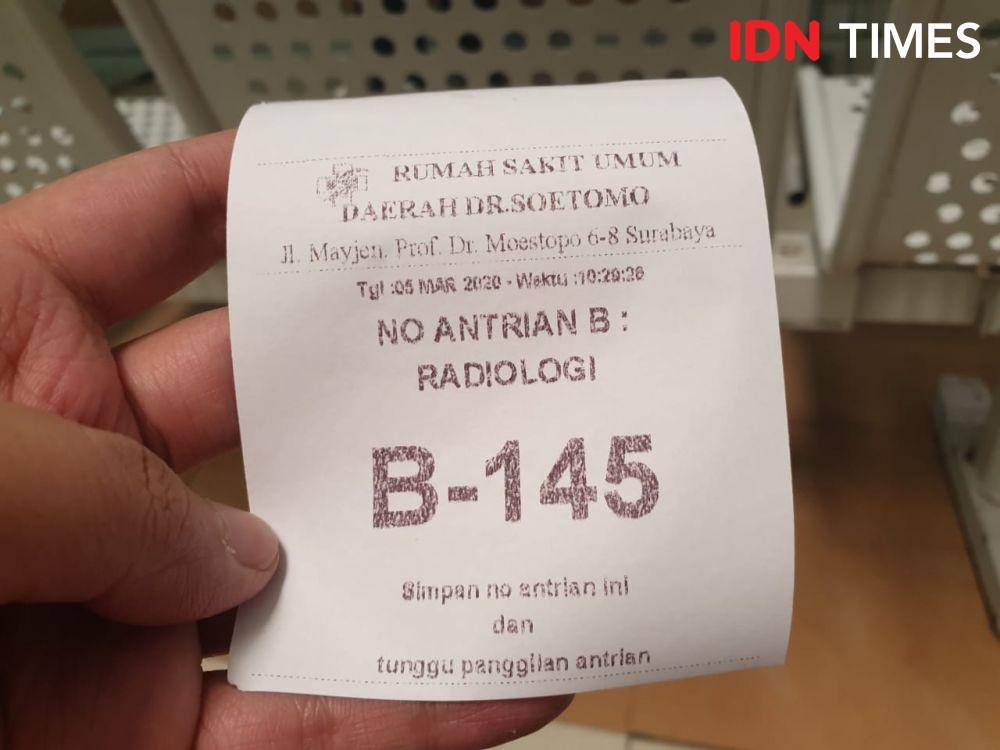 IDN TIMES
RUMAH SAKIT UMUM
DAERAH DR.SOETOMO
Jl. Mayjen. Prof. Dr. Moestopo 6-8 Surabaya
Tgl :05 MAR 2020 - Waktu :10:29:26
NO ANTRIAN B :
RADIOLOGI
B-145
Simpan no antrian ini
dan
tunggu panggilan antrian